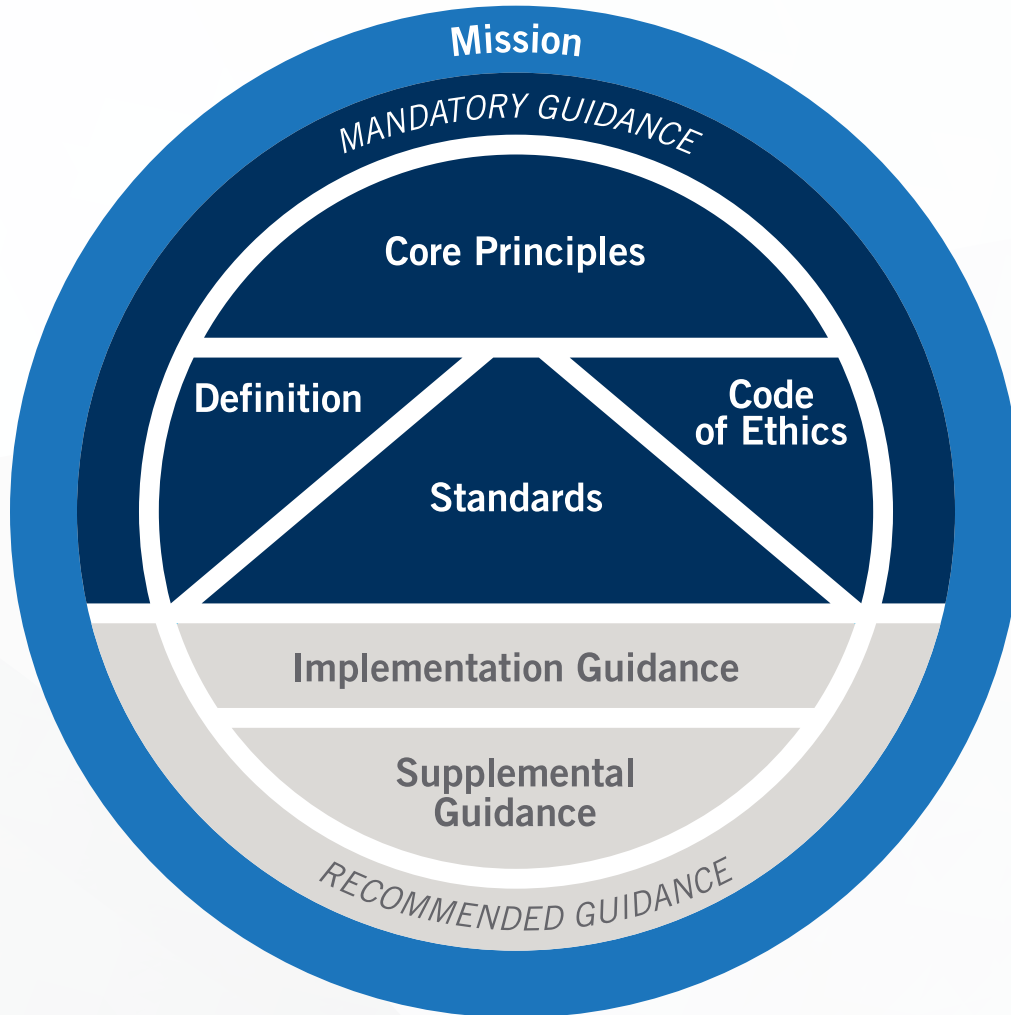 Mission
MANDATORY GUIDANCE
Core Principles
Definition
Code
of Ethics
Standards
Implementation Guidance
Supplemental
Guidance
RECOMMENDED GUIDANCE